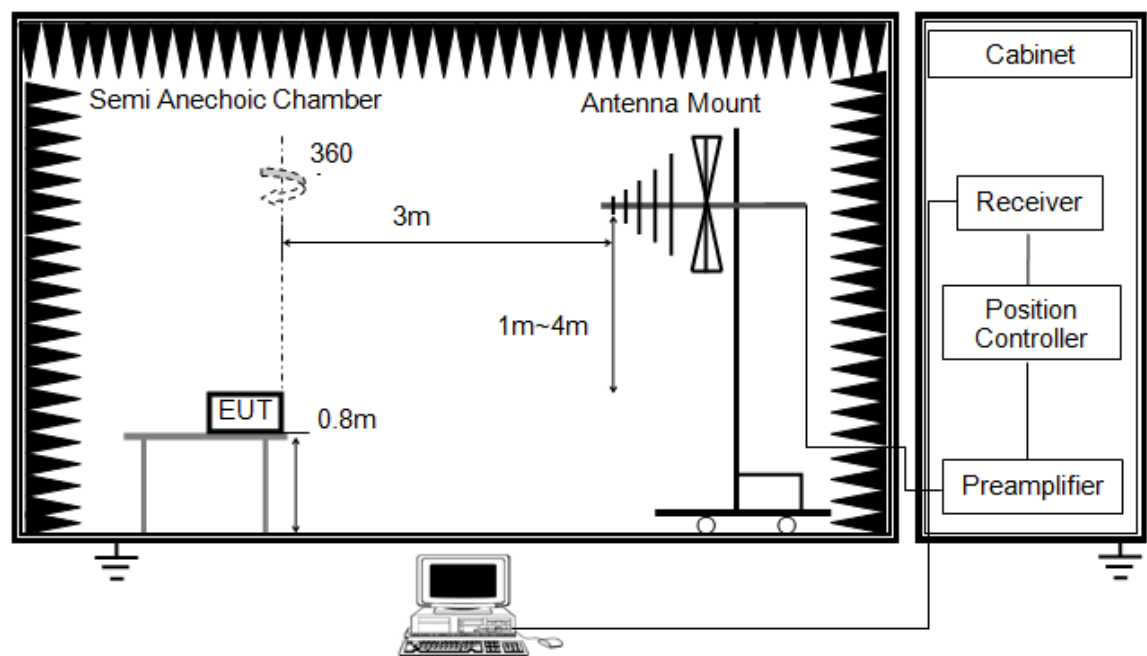 Cabinet
Semi Anechoic Chamber
Antenna Mount
360
3m
Receiver
1m~4m
Position
Controller
EUT
0.8m
Preamplifier